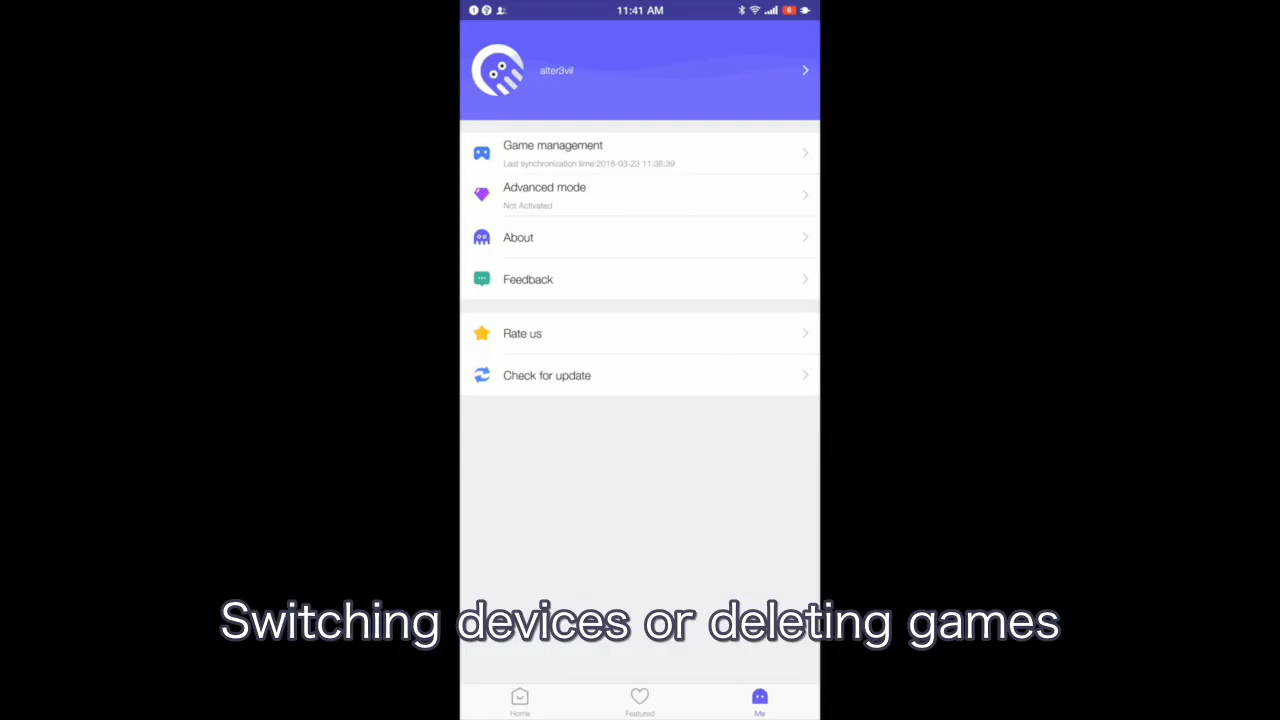 11:41 AM
6
alter3vil
Game management
Last synchronization time:2018-03-23 11:36:39
Advanced mode
Not Activated
About
Feedback
Rate us
Check for update
Switching devices or deleting games
Home
Featured
Me